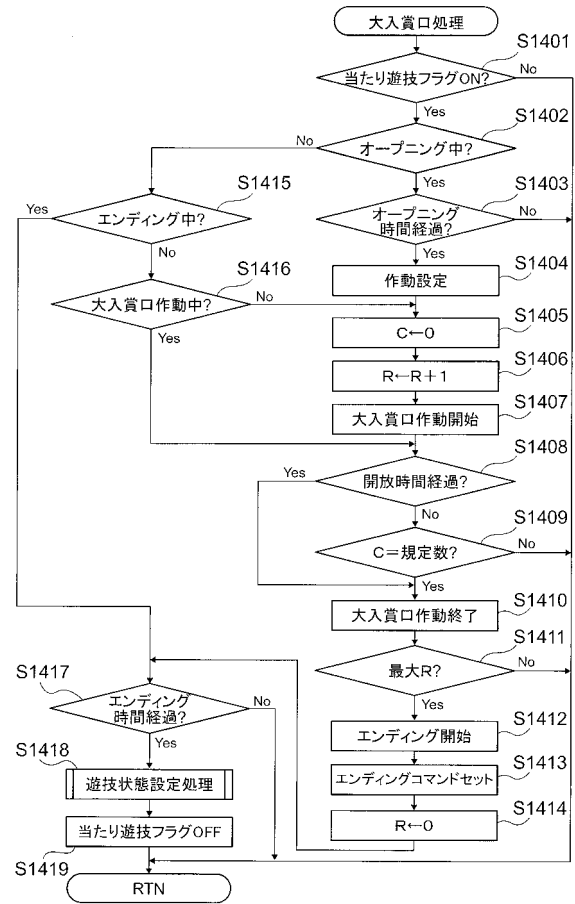 大入賞口処理
S1401
当たり遊技フラグON?
No
Yes
S1402
オープニング中?
No
Yes
S1415
エンディング中?
Yes
No
S1403
オープニング
時間経過?
No
Yes
S1404
作動設定
S1416
大入賞口作動中?
No
Yes
S1405
C←0
S1406
R←R+1
S1407
大入賞口作動開始
S1408
開放時間経過?
Yes
No
S1409
C=規定数?
No
Yes
S1410
大入賞口作動終了
S1411
最大R?
No
Yes
S1412
エンディング開始
S1413
エンディングコマンドセット
S1414
R←0
S1417
エンディング
時間経過?
No
Yes
S1418
遊技状態設定処理
当たり遊技フラグOFF
S1419
RTN